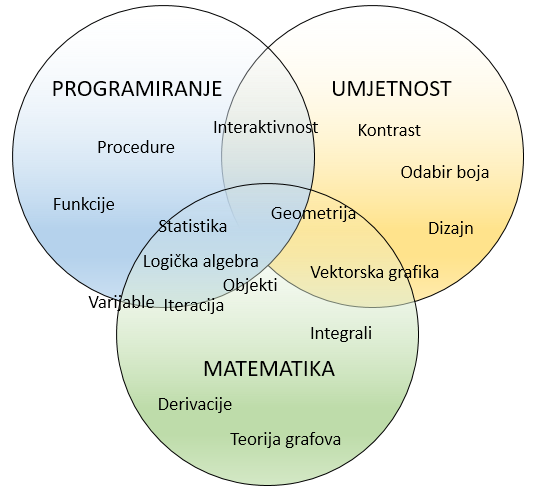 PROGRAMIRANJE
UMJETNOST
Interaktivnost
Kontrast
Procedure
Odabir boja
Funkcije
Geometrija
Statistika
Dizajn
Logička algebra
Vektorska grafika
Objekti
Varijable
Iteracija
Integrali
MATEMATIKA
Derivacije
Teorija grafova